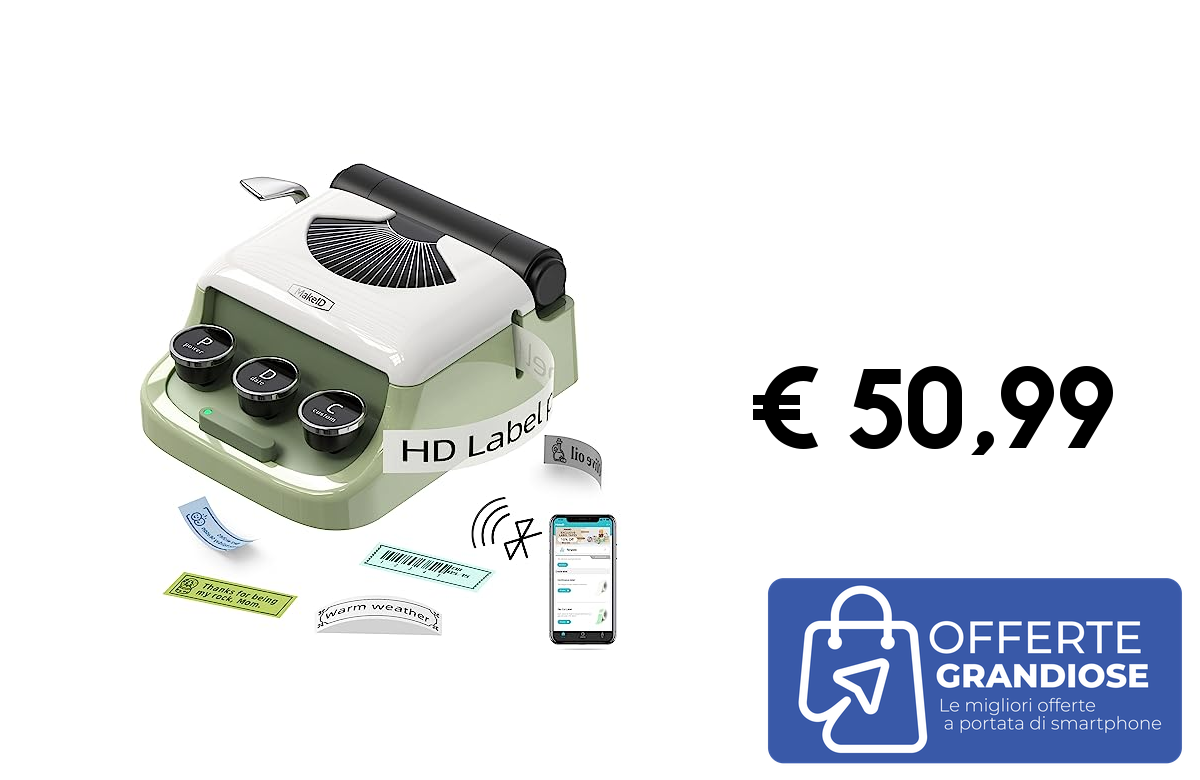 MakeID
P
power
D
date
C
confirm
HD Label p
Thanks for being
my rock, Mom.
warm weather
€ 50,99
OFFERTE
GRANDIOSE
Le migliori offerte
a portata di smartphone